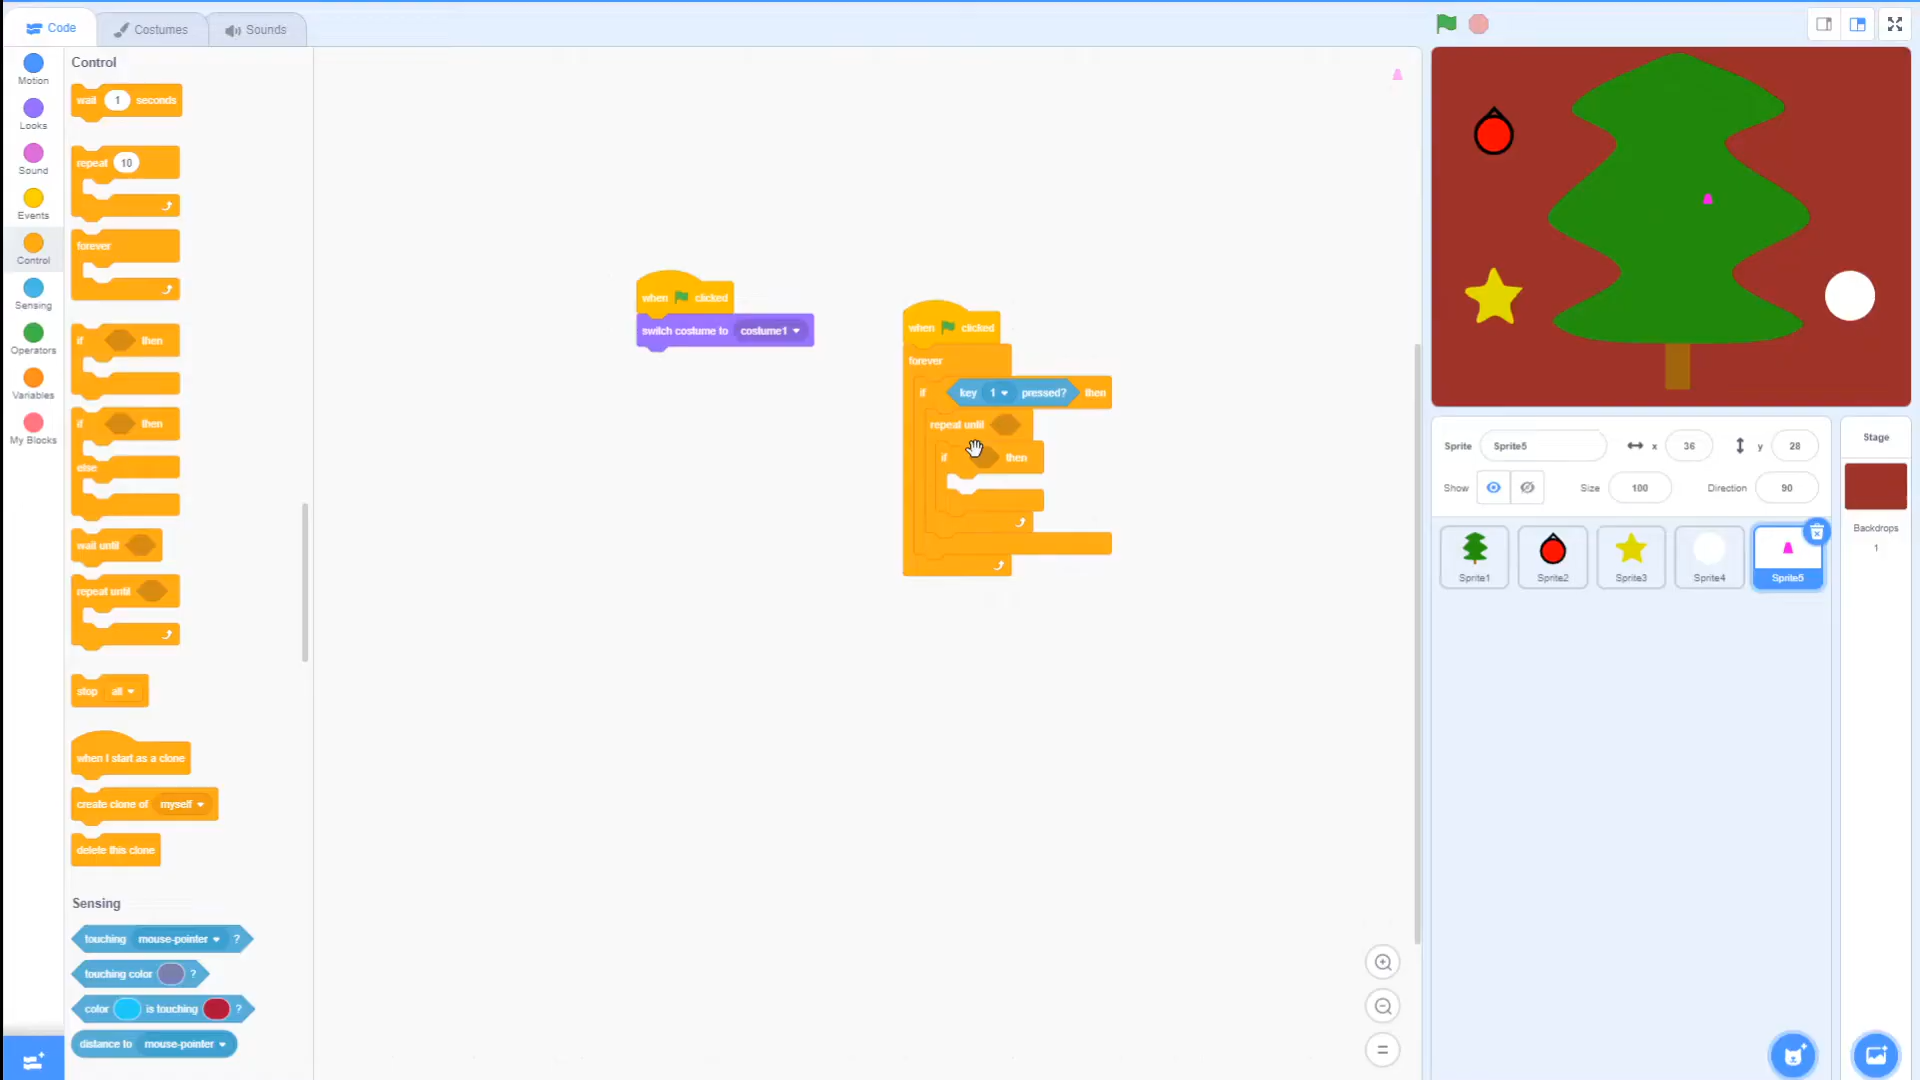 Code
Costumes
Sounds
Motion
Looks
Sound
Events
Control
Sensing
Operators
Variables
My Blocks
Control
wait 1 seconds
repeat 10
forever
if then
if then
else
wait until
repeat until
stop all
when I start as a clone
create clone of myself
delete this clone
Sensing
touching mouse-pointer ?
touching color ?
color is touching ?
distance to mouse-pointer
when clicked
switch costume to costume1
when clicked
forever
if key 1 pressed? then
repeat until
if then
Sprite Sprite5 x 36 y 28
Show Size 100 Direction 90
Sprite1
Sprite2
Sprite3
Sprite4
Sprite5
Stage
Backdrops
1